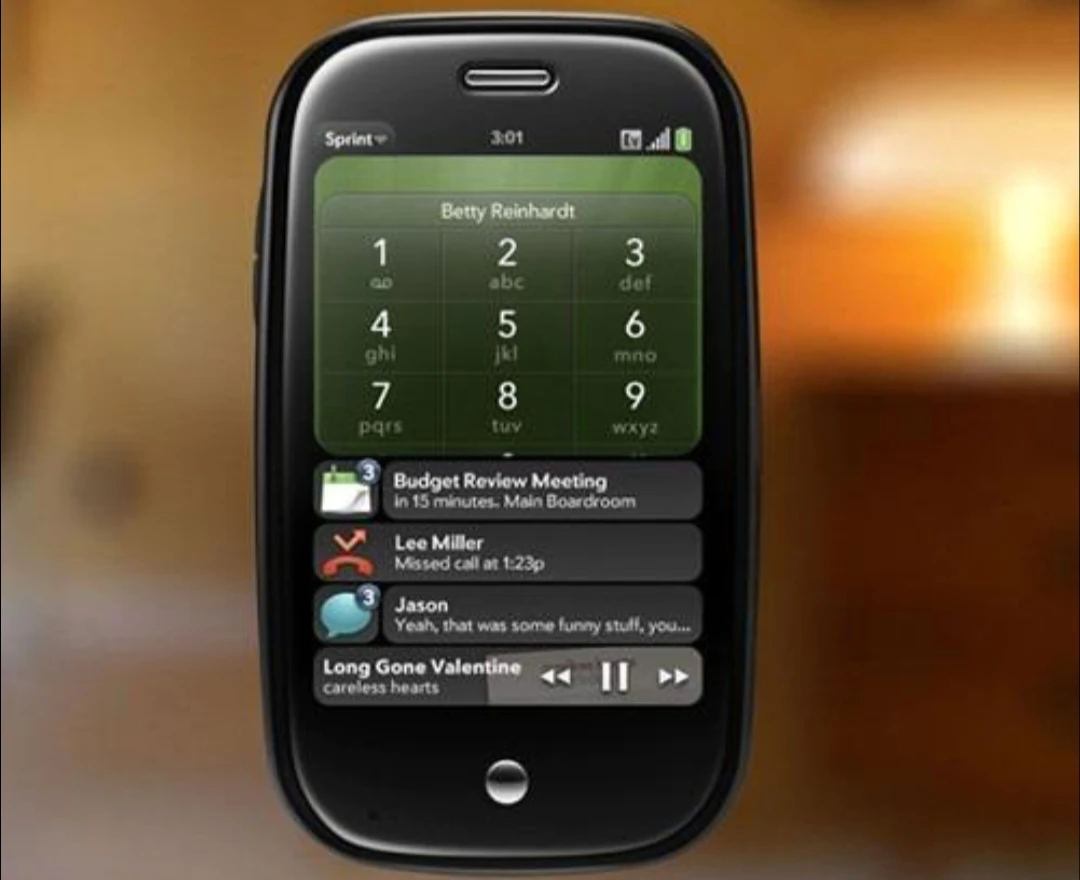 Sprint
3:01
Betty Reinhardt
1 2 3
abc def
4 5 6
ghi jkl mno
7 8 9
pqrs tuv wxyz
3
Budget Review Meeting
in 15 minutes. Main Boardroom
Lee Miller
Missed call at 1:23p
3
Jason
Yeah, that was some funny stuff, you...
Long Gone Valentine
careless hearts